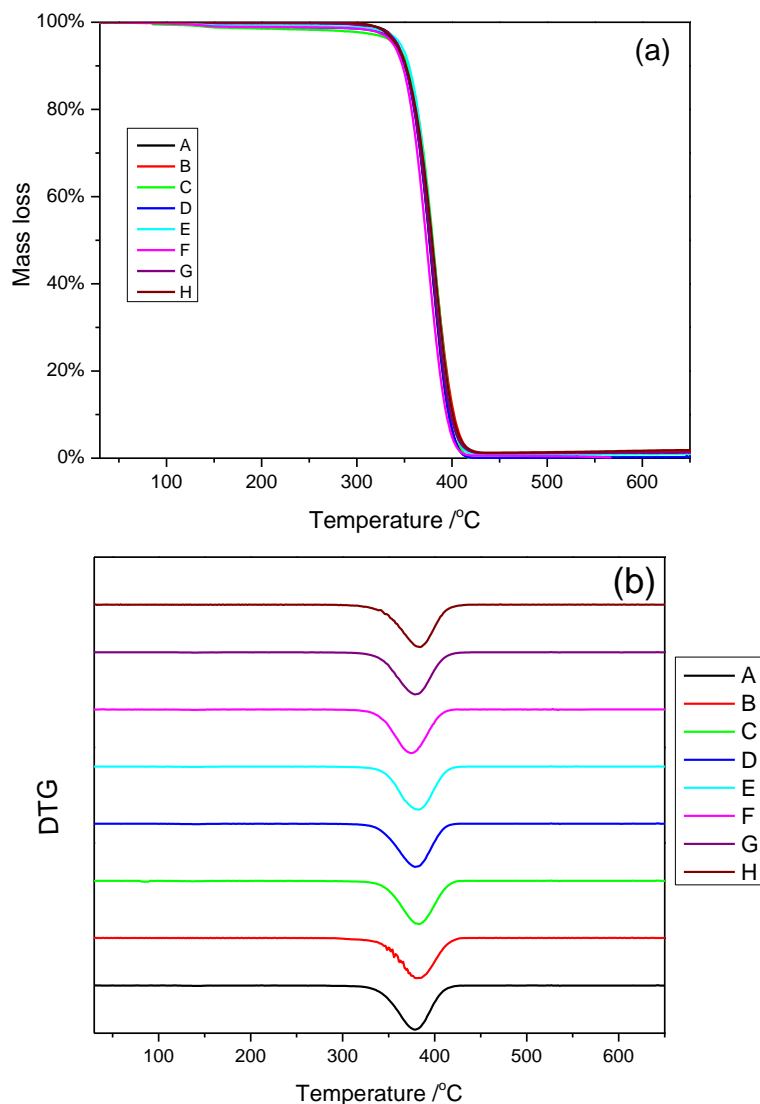 (a)
100%
80%
60%
40%
20%
0%
Mass loss
A
B
C
D
E
F
G
H
100
200
300
400
500
600
Temperature /°C
(b)
DTG
A
B
C
D
E
F
G
H
100
200
300
400
500
600
Temperature /°C